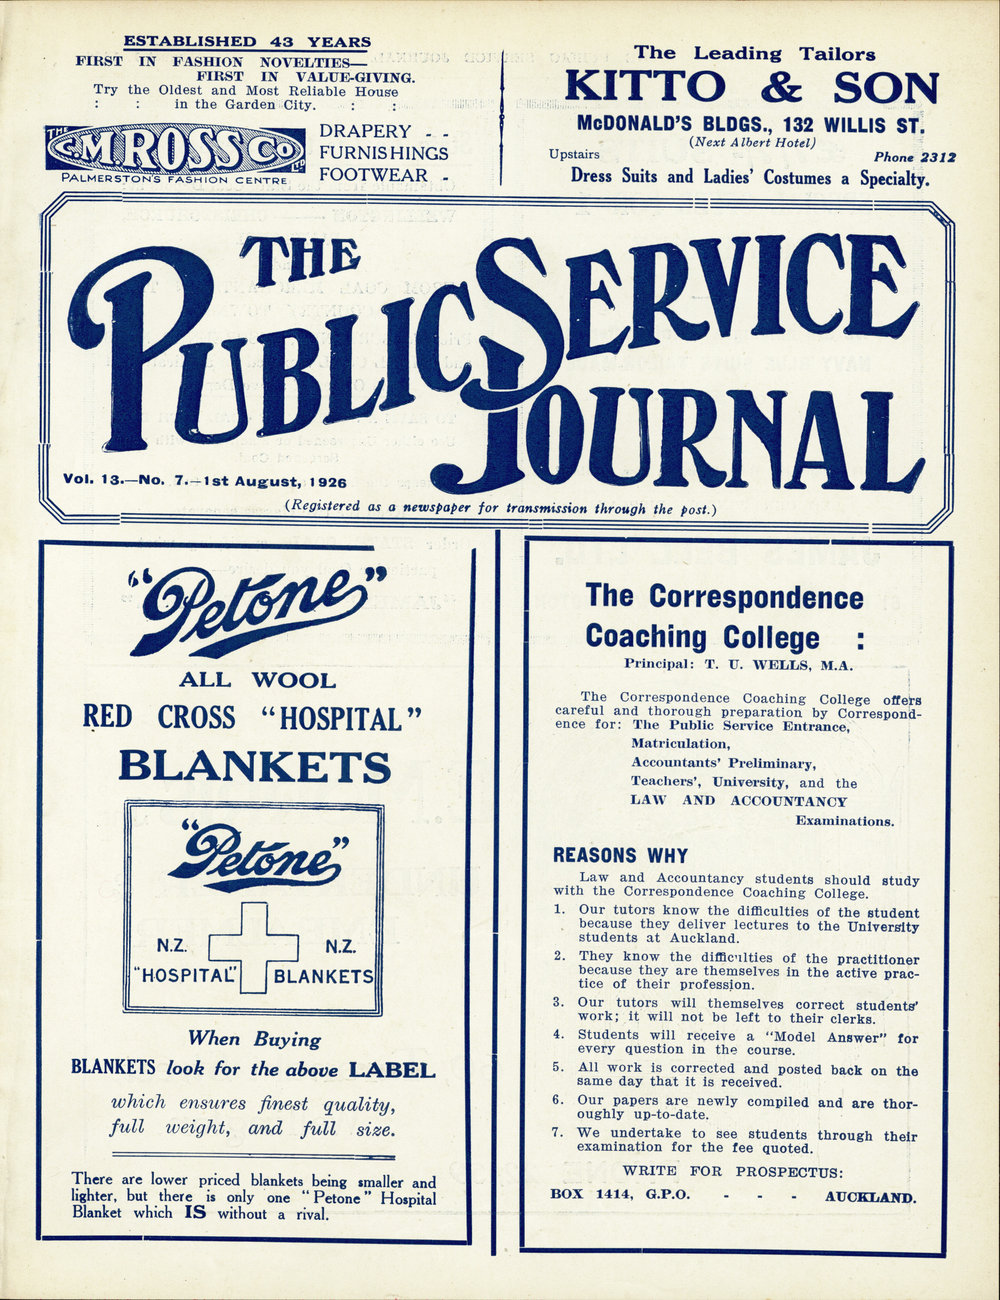 ESTABLISHED 43 YEARS
FIRST IN FASHION NOVELTIES—
FIRST IN VALUE-GIVING.
Try the Oldest and Most Reliable House
: : in the Garden City. : :
THE C.M. ROSS CO LTD
PALMERSTON'S FASHION CENTRE
DRAPERY - -
FURNISHINGS
FOOTWEAR -
The Leading Tailors
KITTO & SON
McDONALD'S BLDGS., 132 WILLIS ST.
(Next Albert Hotel)
Upstairs Phone 2312
Dress Suits and Ladies' Costumes a Specialty.
THE
PUBLIC SERVICE
JOURNAL
Vol. 13.—No. 7.—1st August, 1926
(Registered as a newspaper for transmission through the post.)
"Petone"
ALL WOOL
RED CROSS "HOSPITAL"
BLANKETS
"Petone"
N.Z. N.Z.
"HOSPITAL" BLANKETS
When Buying
BLANKETS look for the above LABEL
which ensures finest quality,
full weight, and full size.
There are lower priced blankets being smaller and
lighter, but there is only one "Petone" Hospital
Blanket which IS without a rival.
The Correspondence
Coaching College :
Principal: T. U. WELLS, M.A.
The Correspondence Coaching College offers
careful and thorough preparation by Correspond-
ence for: The Public Service Entrance,
Matriculation,
Accountants' Preliminary,
Teachers', University, and the
LAW AND ACCOUNTANCY
Examinations.
REASONS WHY
Law and Accountancy students should study
with the Correspondence Coaching College.
1. Our tutors know the difficulties of the student
because they deliver lectures to the University
students at Auckland.
2. They know the difficulties of the practitioner
because they are themselves in the active prac-
tice of their profession.
3. Our tutors will themselves correct students'
work; it will not be left to their clerks.
4. Students will receive a "Model Answer" for
every question in the course.
5. All work is corrected and posted back on the
same day that it is received.
6. Our papers are newly compiled and are thor-
oughly up-to-date.
7. We undertake to see students through their
examination for the fee quoted.
WRITE FOR PROSPECTUS:
BOX 1414, G.P.O. - - - AUCKLAND.